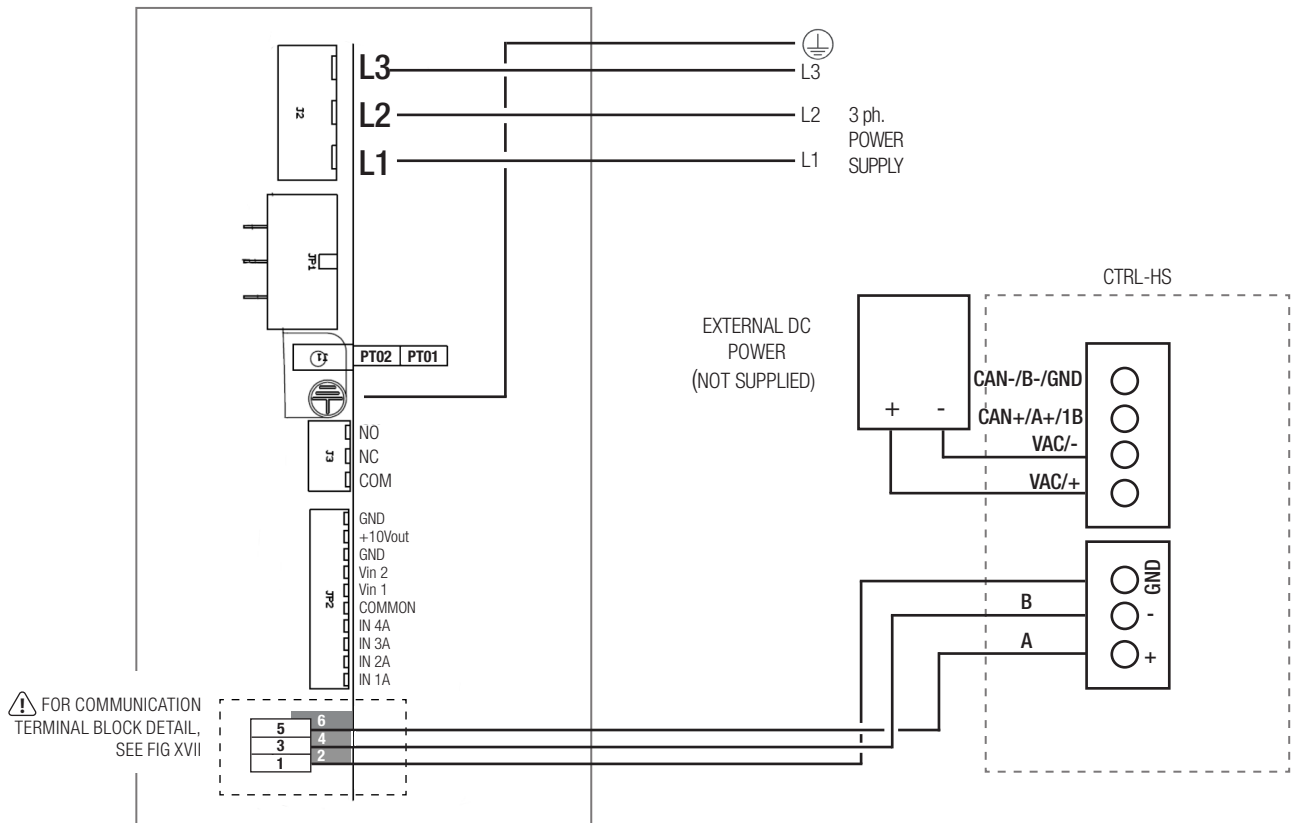 L3
L2
L1
J2
L3
L2
L1
3 ph.
POWER
SUPPLY
JP1
J1
PT02 PT01
J3
NO
NC
COM
JP2
GND
+10Vout
GND
Vin 2
Vin 1
COMMON
IN 4A
IN 3A
IN 2A
IN 1A
FOR COMMUNICATION
TERMINAL BLOCK DETAIL,
SEE FIG XVII
6
5
4
3
2
1
EXTERNAL DC
POWER
(NOT SUPPLIED)
+ -
CTRL-HS
CAN-/B-/GND
CAN+/A+/1B
VAC/-
VAC/+
GND
B
-
A
+